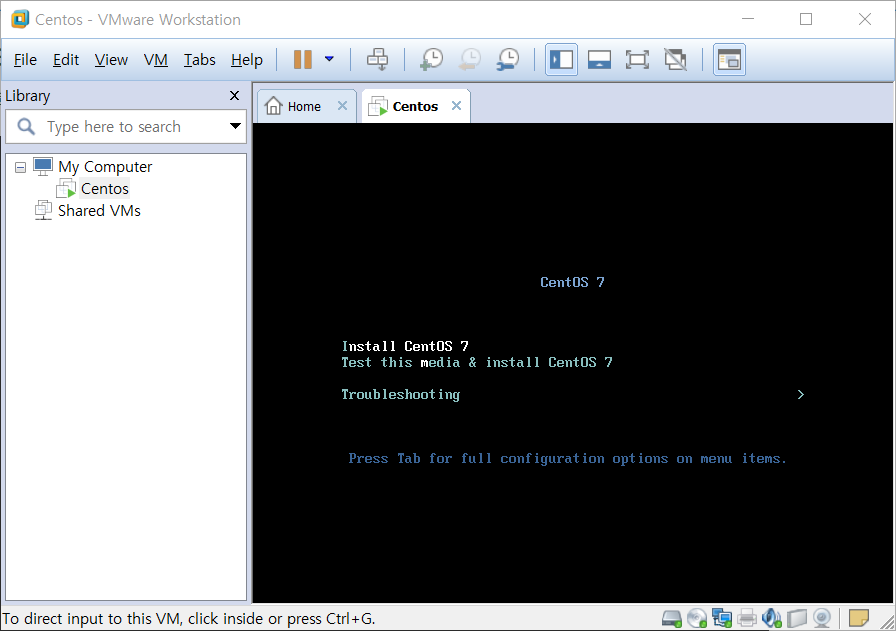 Centos - VMware Workstation
File Edit View VM Tabs Help
Library
Type here to search
My Computer
Centos
Shared VMs
Home
Centos
CentOS 7
Install CentOS 7
Test this media & install CentOS 7
Troubleshooting >
Press Tab for full configuration options on menu items.
To direct input to this VM, click inside or press Ctrl+G.